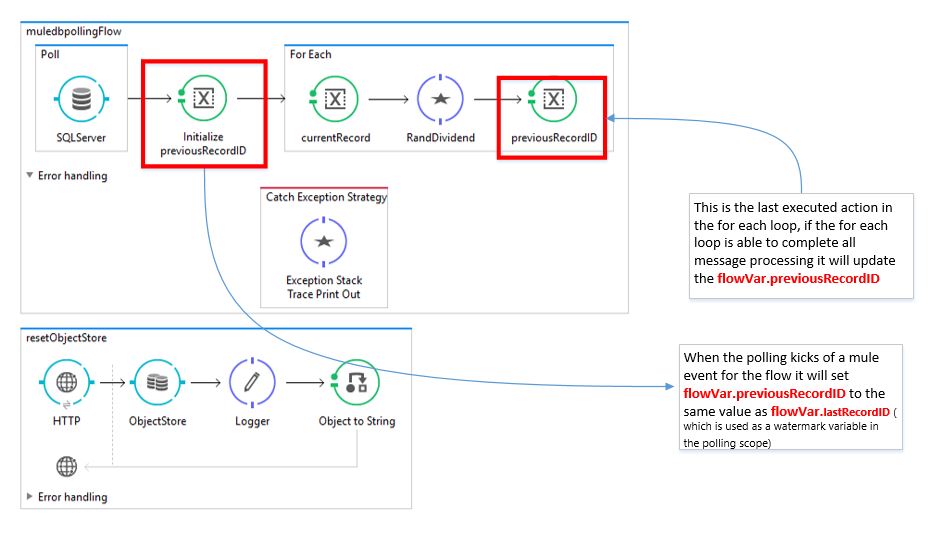 muledbpollingFlow
Poll
For Each
SQLServer
Initialize
previousRecordID
currentRecord
RandDividend
previousRecordID
Error handling
Catch Exception Strategy
Exception Stack
Trace Print Out
This is the last executed action in
the for each loop, if the for each
loop is able to complete all
message processing it will update
the flowVar.previousRecordID
resetObjectStore
HTTP
ObjectStore
Logger
Object to String
Error handling
When the polling kicks of a mule
event for the flow it will set
flowVar.previousRecordID to the
same value as flowVar.lastRecordID (
which is used as a watermark variable in
the polling scope)